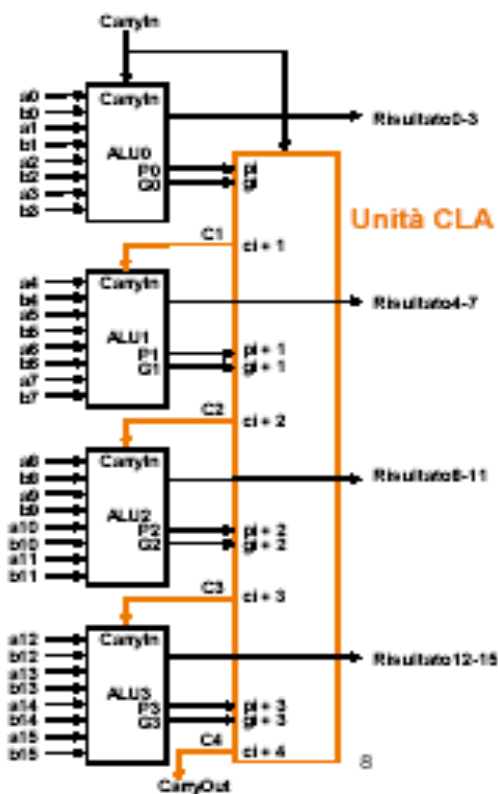 CarryIn
a0
b0
a1
b1
a2
b2
a3
b3
CarryIn
ALU0
P0
G0
pi
gi
Risultato0-3
Unità CLA
C1
ci + 1
a4
b4
a5
b5
a6
b6
a7
b7
CarryIn
ALU1
P1
G1
pi + 1
gi + 1
Risultato4-7
C2
ci + 2
a8
b8
a9
b9
a10
b10
a11
b11
CarryIn
ALU2
P2
G2
pi + 2
gi + 2
Risultato8-11
C3
ci + 3
a12
b12
a13
b13
a14
b14
a15
b15
CarryIn
ALU3
P3
G3
pi + 3
gi + 3
Risultato12-15
C4
ci + 4
CarryOut
8